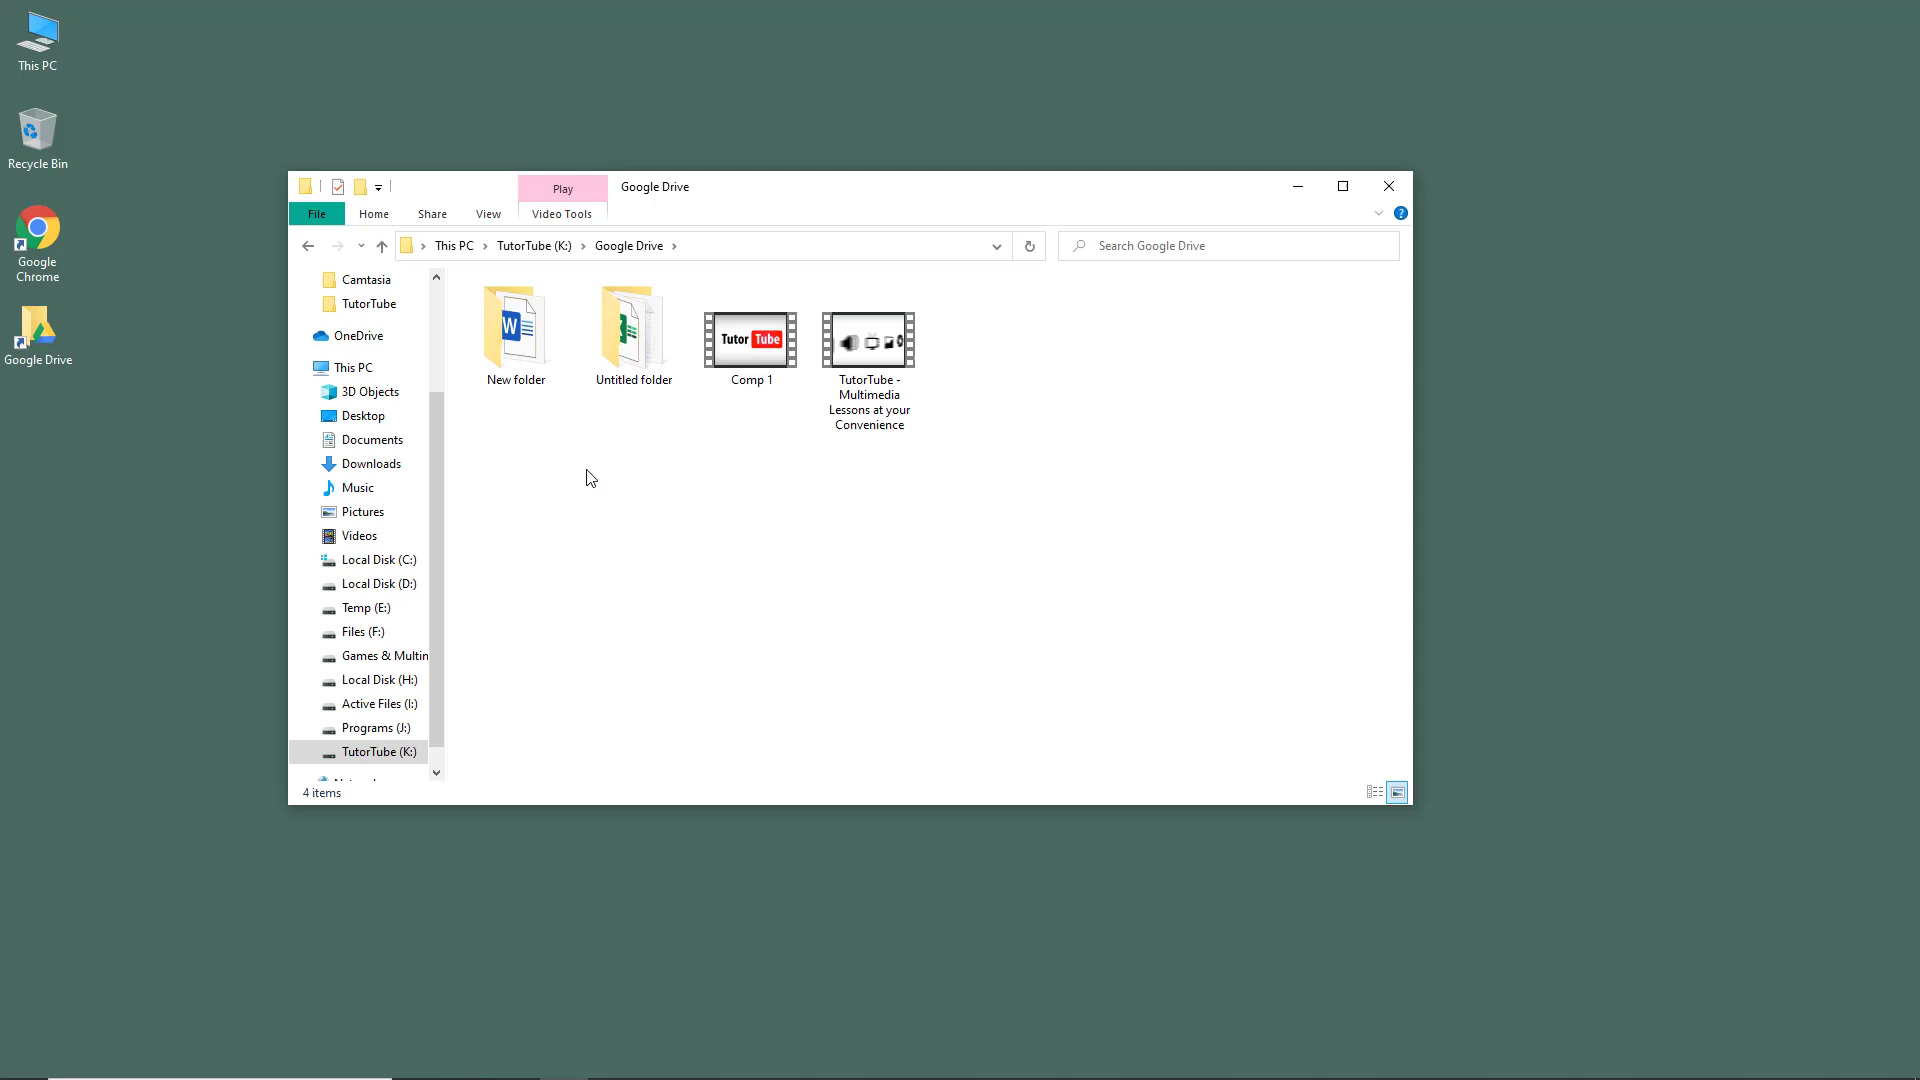 This PC
Recycle Bin
Google
Chrome
Google Drive
Play
Google Drive
File
Home
Share
View
Video Tools
This PC
TutorTube (K:)
Google Drive
Search Google Drive
Camtasia
TutorTube
OneDrive
This PC
3D Objects
Desktop
Documents
Downloads
Music
Pictures
Videos
Local Disk (C:)
Local Disk (D:)
Temp (E:)
Files (F:)
Games & Multin
Local Disk (H:)
Active Files (I:)
Programs (J:)
TutorTube (K:)
W
New folder
Untitled folder
Tutor Tube
Comp 1
TutorTube -
Multimedia
Lessons at your
Convenience
4 items